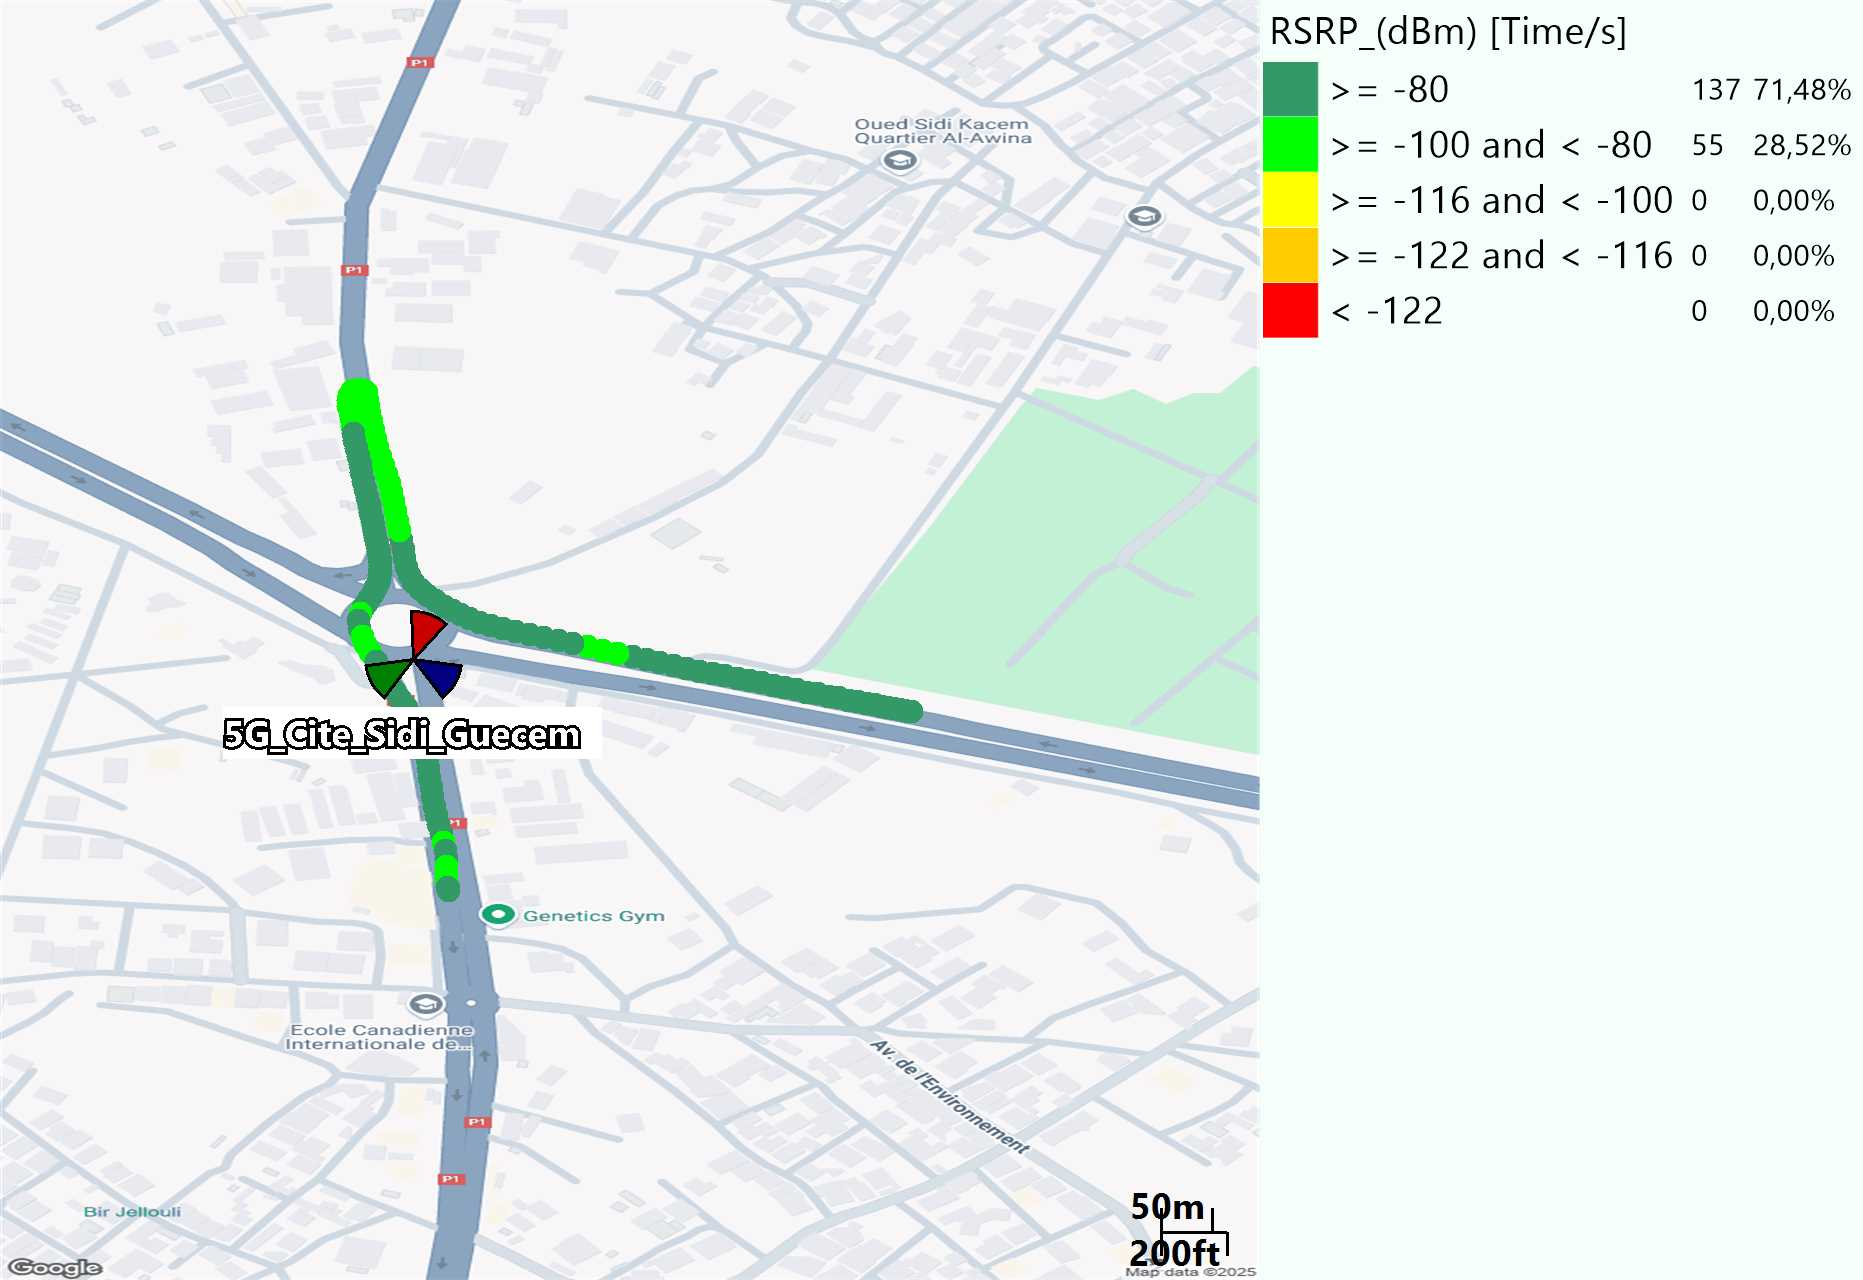 RSRP_(dBm) [Time/s]
>= -80 137 71,48%
>= -100 and < -80 55 28,52%
>= -116 and < -100 0 0,00%
>= -122 and < -116 0 0,00%
< -122 0 0,00%
P1
Oued Sidi Kacem
Quartier Al-Awina
P1
5G_Cite_Sidi_Guecem
P1
Genetics Gym
Ecole Canadienne
Internationale de...
Av. de l'Environnement
P1
P1
Bir Jellouli
50m
200ft
Google
Map data ©2025